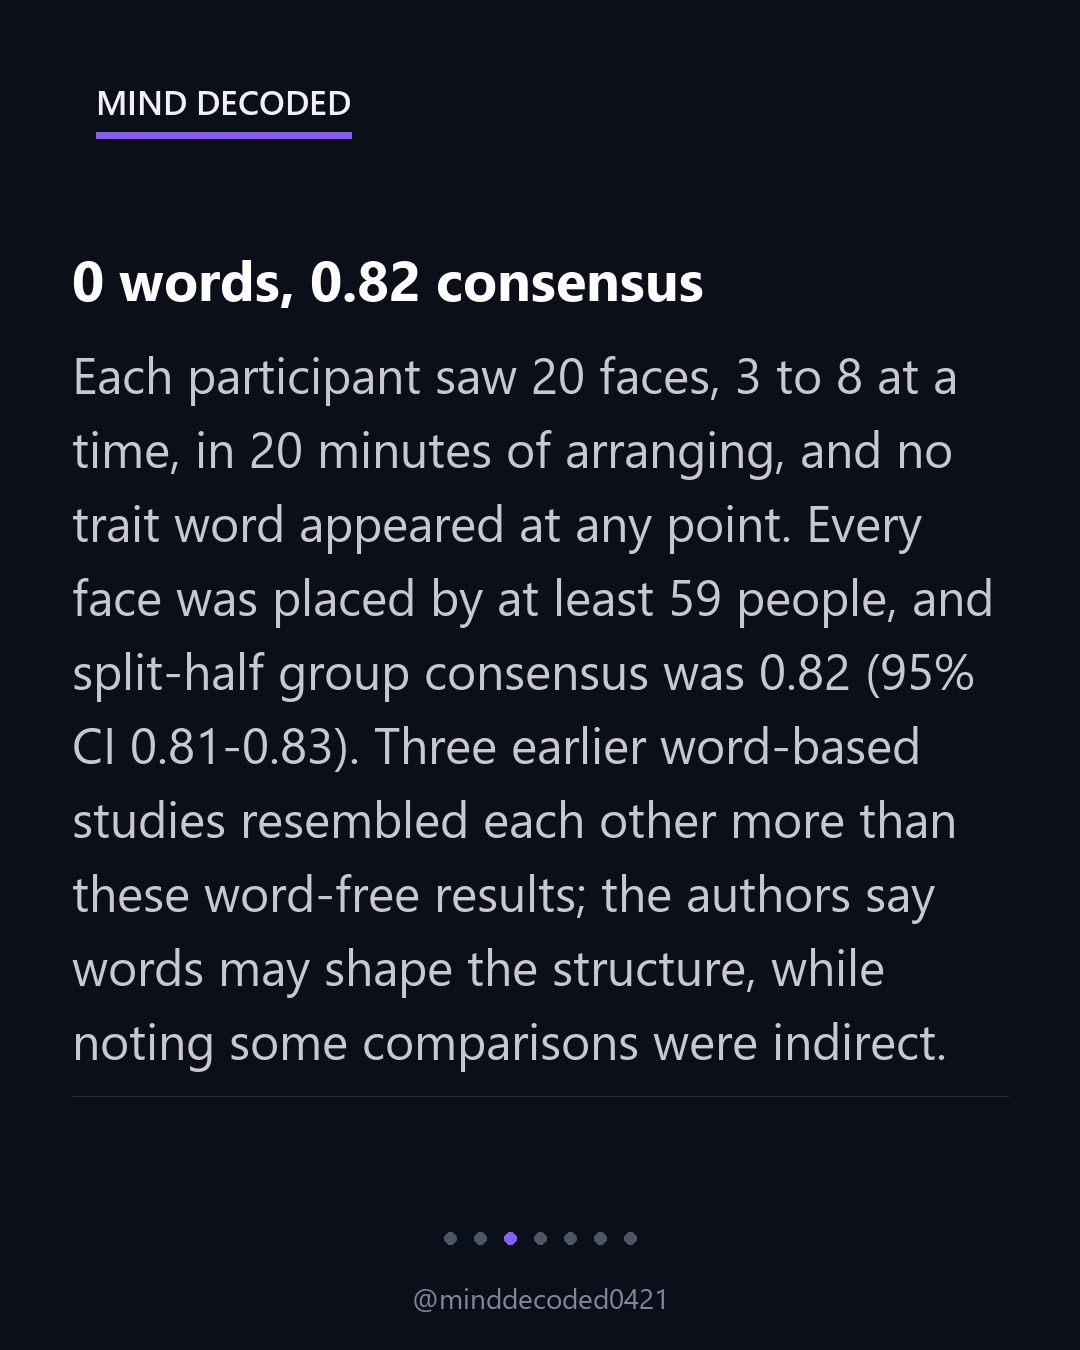 MIND DECODED
0 words, 0.82 consensus
Each participant saw 20 faces, 3 to 8 at a
time, in 20 minutes of arranging, and no
trait word appeared at any point. Every
face was placed by at least 59 people, and
split-half group consensus was 0.82 (95%
CI 0.81-0.83). Three earlier word-based
studies resembled each other more than
these word-free results; the authors say
words may shape the structure, while
noting some comparisons were indirect.
@minddecoded0421